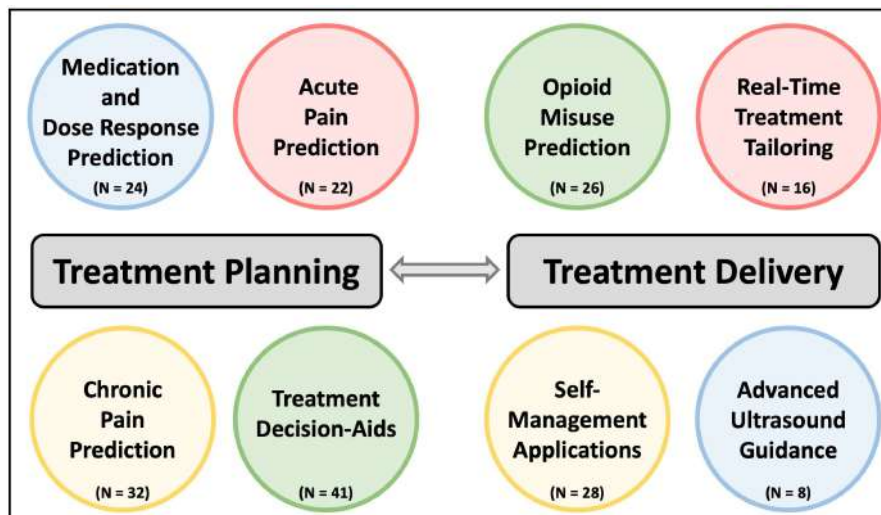 Medication
and
Dose Response
Prediction
(N = 24)
Acute
Pain
Prediction
(N = 22)
Opioid
Misuse
Prediction
(N = 26)
Real-Time
Treatment
Tailoring
(N = 16)
Treatment Planning
Treatment Delivery
Chronic
Pain
Prediction
(N = 32)
Treatment
Decision-Aids
(N = 41)
Self-
Management
Applications
(N = 28)
Advanced
Ultrasound
Guidance
(N = 8)